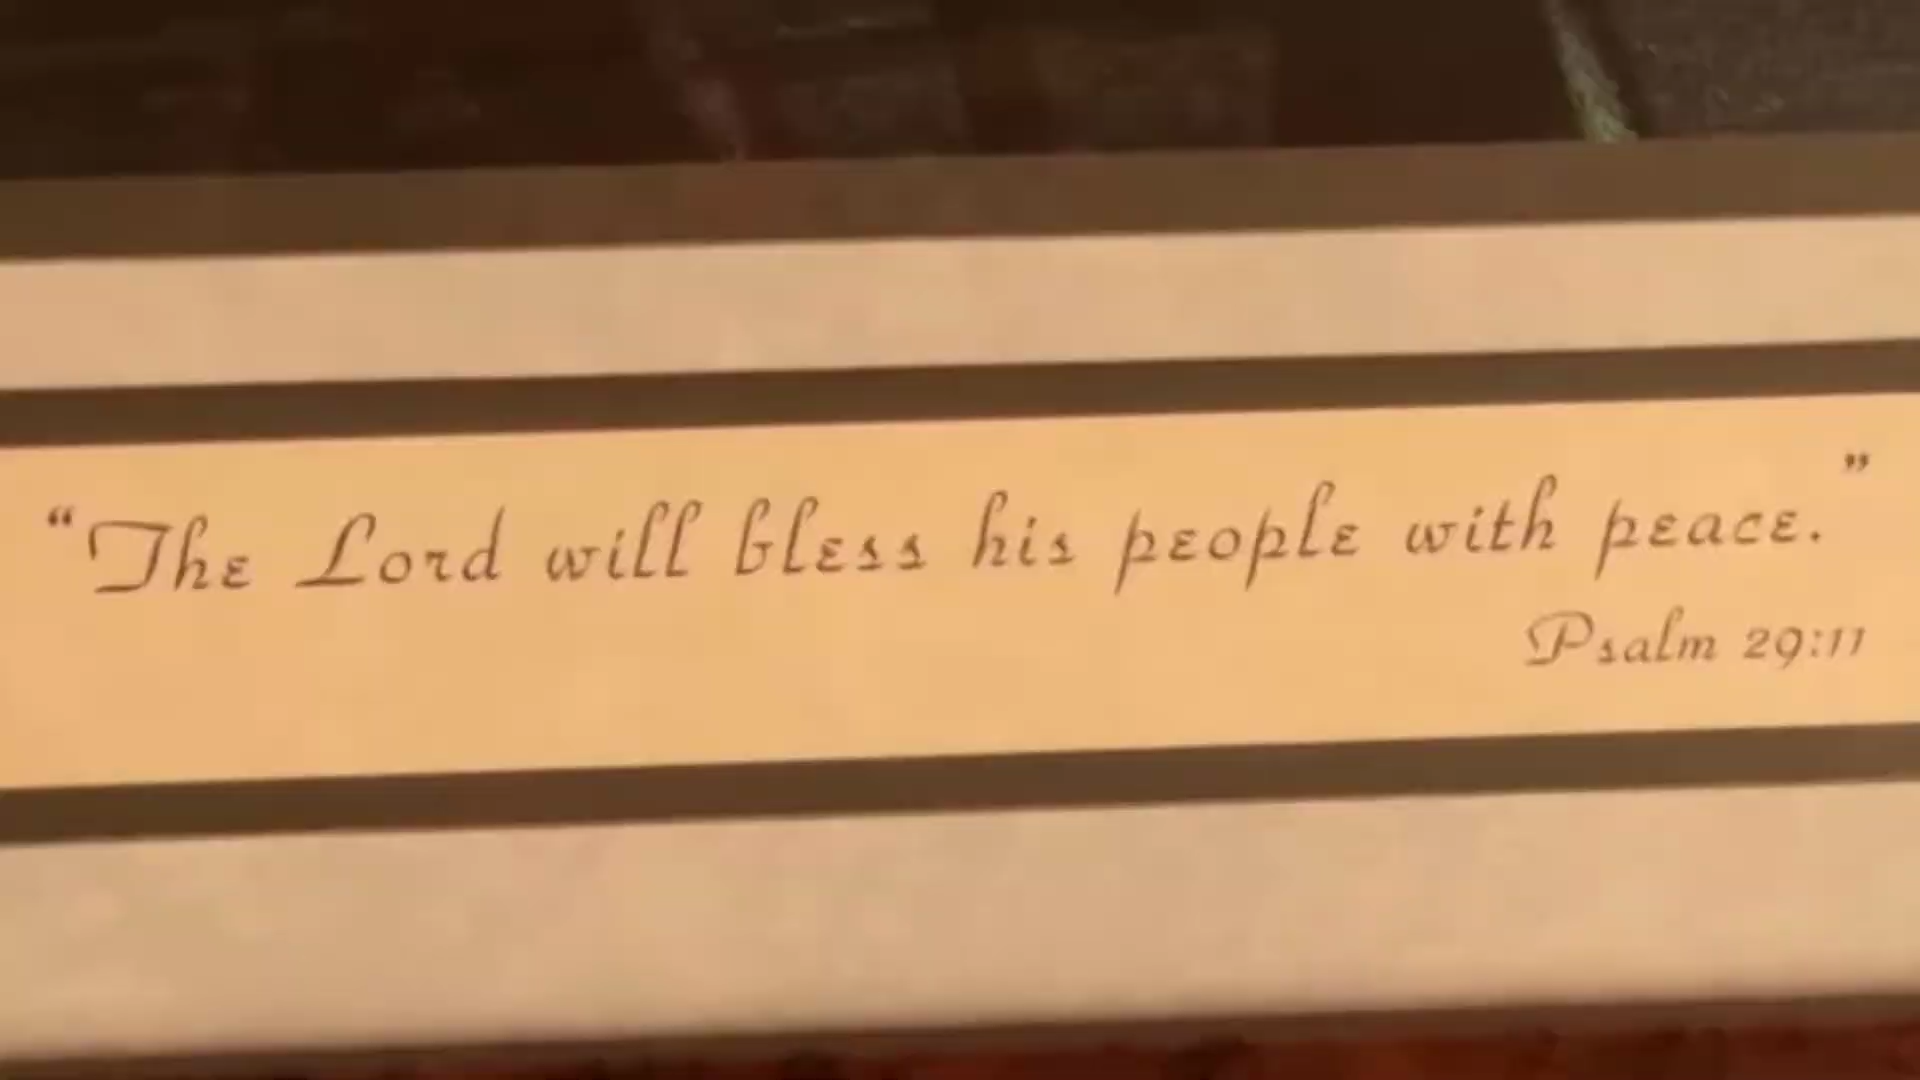 “The Lord will bless his people with peace.”
Psalm 29:11